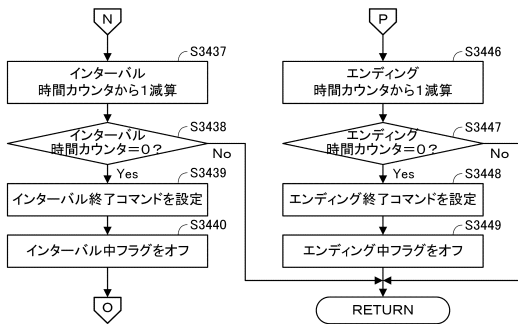 N
S3437
インターバル
時間カウンタから1減算
S3438
インターバル
時間カウンタ=0?
No
Yes
S3439
インターバル終了コマンドを設定
S3440
インターバル中フラグをオフ
O
P
S3446
エンディング
時間カウンタから1減算
S3447
エンディング
時間カウンタ=0?
No
Yes
S3448
エンディング終了コマンドを設定
S3449
エンディング中フラグをオフ
RETURN